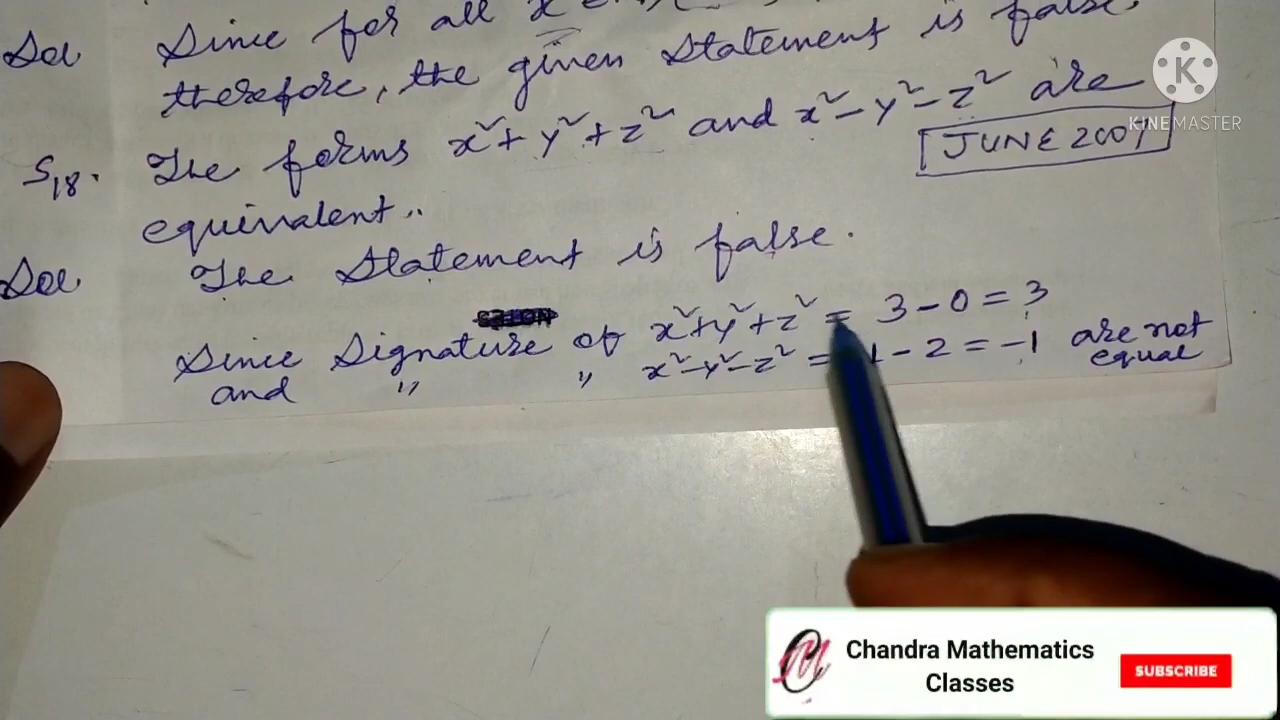 Sol Since for all x
therefore, the given Statement is false.
S18. The forms x²+y²+z² and x²-y²-z² are
equivalent..
JUNE 2007
Sol The Statement is false.
Since Signature of x²+y²+z² = 3-0=3
and " " x²-y²-z² = 1-2=-1 are not
equal
KINEMASTER
Chandra Mathematics
Classes
SUBSCRIBE